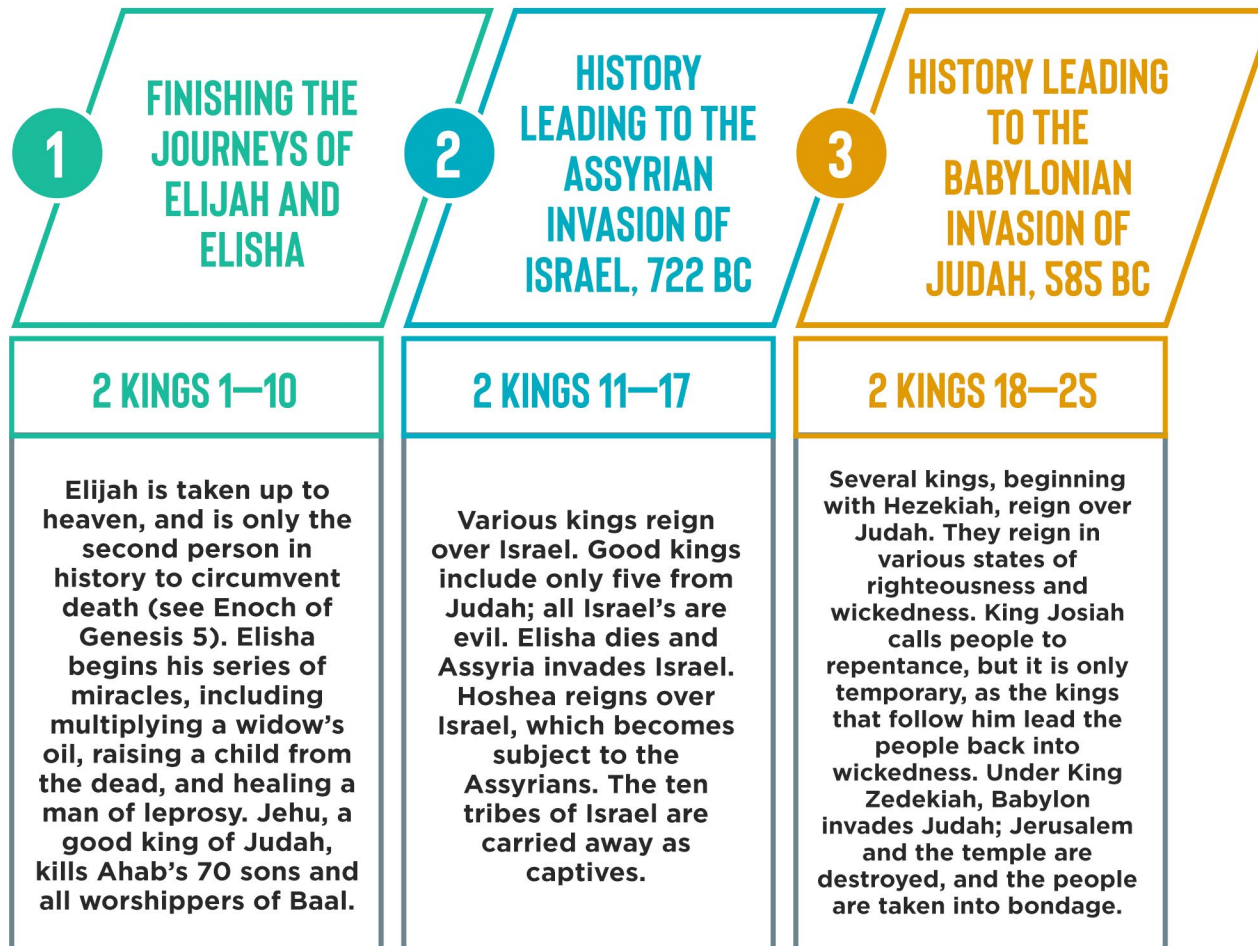 1
FINISHING THE
JOURNEYS OF
ELIJAH AND
ELISHA
2 KINGS 1—10
Elijah is taken up to
heaven, and is only the
second person in
history to circumvent
death (see Enoch of
Genesis 5). Elisha
begins his series of
miracles, including
multiplying a widow’s
oil, raising a child from
the dead, and healing a
man of leprosy. Jehu, a
good king of Judah,
kills Ahab’s 70 sons and
all worshippers of Baal.
2
HISTORY
LEADING TO THE
ASSYRIAN
INVASION OF
ISRAEL, 722 BC
2 KINGS 11—17
Various kings reign
over Israel. Good kings
include only five from
Judah; all Israel’s are
evil. Elisha dies and
Assyria invades Israel.
Hoshea reigns over
Israel, which becomes
subject to the
Assyrians. The ten
tribes of Israel are
carried away as
captives.
3
HISTORY LEADING
TO THE
BABYLONIAN
INVASION OF
JUDAH, 585 BC
2 KINGS 18—25
Several kings, beginning
with Hezekiah, reign over
Judah. They reign in
various states of
righteousness and
wickedness. King Josiah
calls people to
repentance, but it is only
temporary, as the kings
that follow him lead the
people back into
wickedness. Under King
Zedekiah, Babylon
invades Judah; Jerusalem
and the temple are
destroyed, and the people
are taken into bondage.